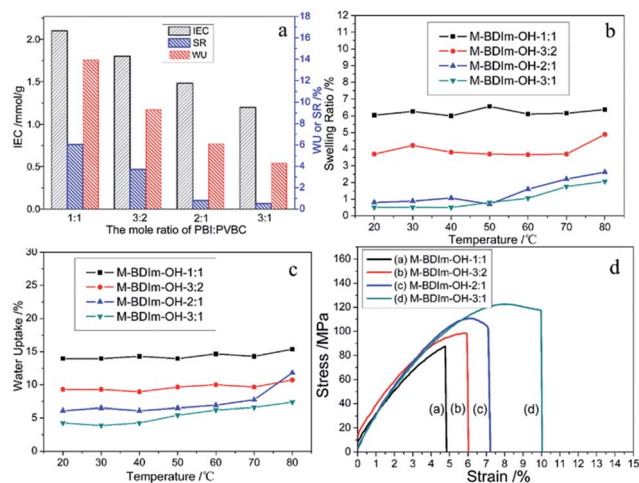 a
IEC
SR
WU
IEC/mmol/g
2.0
1.5
1.0
0.5
0.0
18
16
14
12
10
8
6
4
2
0
WU or SR /%
1:1 3:2 2:1 3:1
The mole ratio of PBI:PVBC
b
M-BDIm-OH-1:1
M-BDIm-OH-3:2
M-BDIm-OH-2:1
M-BDIm-OH-3:1
Swelling Ratio/%
12
11
10
9
8
7
6
5
4
3
2
1
0
20 30 40 50 60 70 80
Temperature/℃
c
M-BDIm-OH-1:1
M-BDIm-OH-3:2
M-BDIm-OH-2:1
M-BDIm-OH-3:1
Water Uptake /%
30
25
20
15
10
5
0
20 30 40 50 60 70 80
Temperature /℃
d
(a) M-BDIm-OH-1:1
(b) M-BDIm-OH-3:2
(c) M-BDIm-OH-2:1
(d) M-BDIm-OH-3:1
Stress /MPa
180
160
140
120
100
80
60
40
20
0
(a) (b) (c) (d)
0 1 2 3 4 5 6 7 8 9 10 11 12 13 14 15
Strain /%